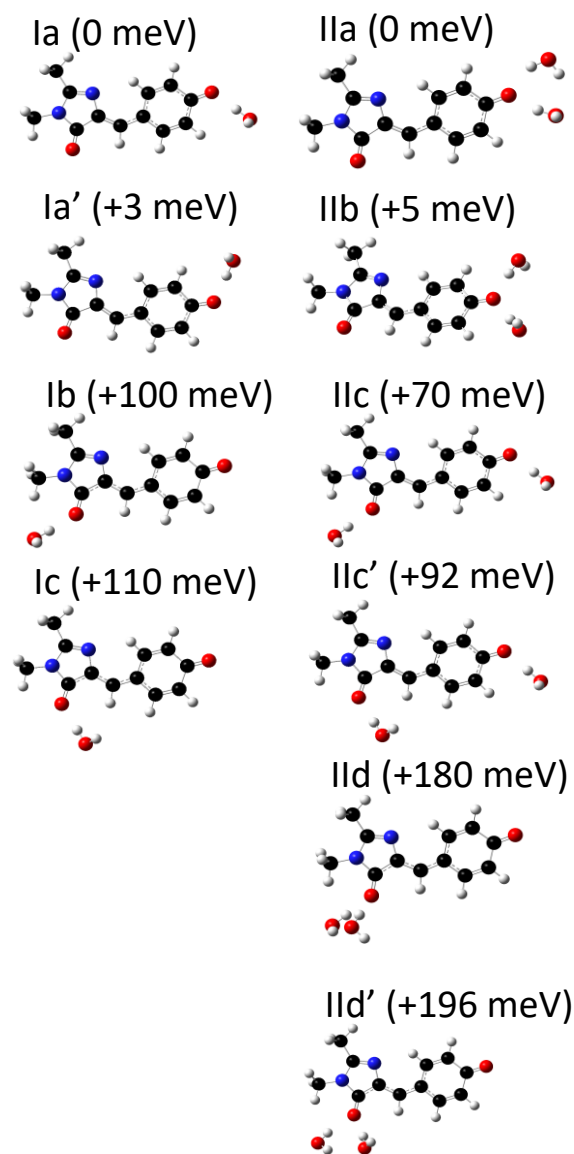 Ia (0 meV)
Ia’ (+3 meV)
Ib (+100 meV)
Ic (+110 meV)
IIa (0 meV)
IIb (+5 meV)
IIc (+70 meV)
IIc’ (+92 meV)
IId (+180 meV)
IId’ (+196 meV)